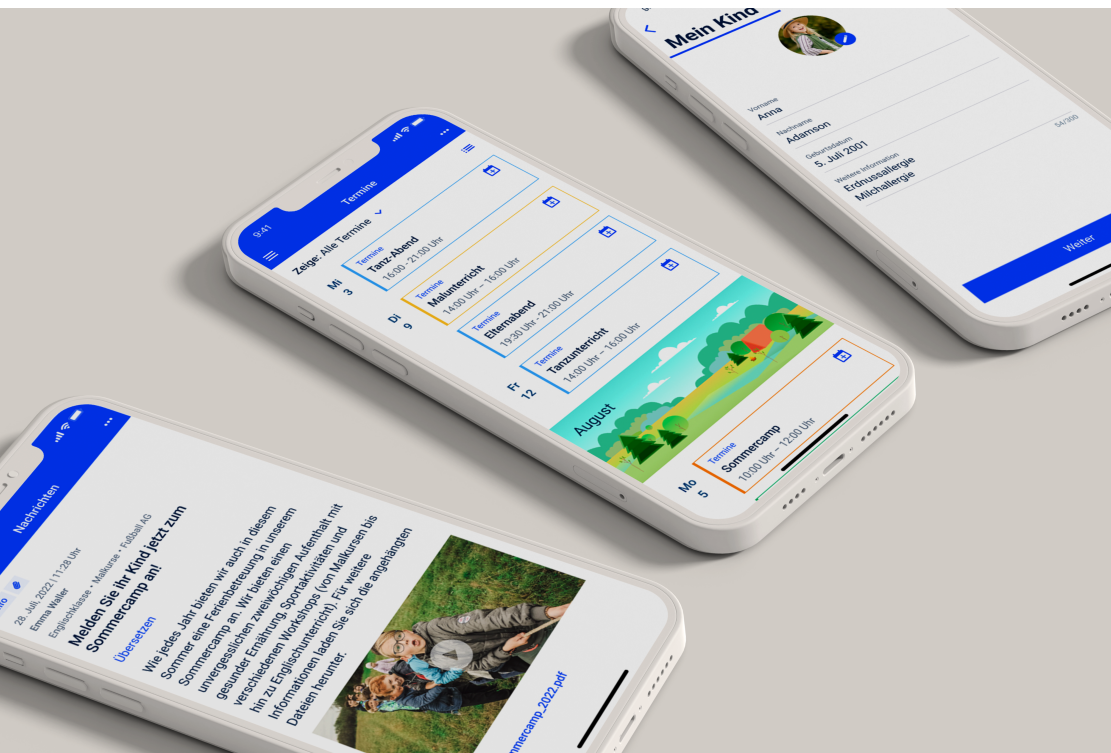 Nachrichten
28. Juli, 2022 | 11:28 Uhr
Emma Waller
Englischklasse • Malkurse • Fußball AG
Melden Sie ihr Kind jetzt zum
Sommercamp an!
Übersetzen
Wie jedes Jahr bieten wir auch in diesem
Sommer eine Ferienbetreuung in unserem
Sommercamp an. Wir bieten einen
unvergesslichen zweiwöchigen Aufenthalt mit
gesunder Ernährung, Sportaktivitäten und
verschiedenen Workshops (von Malkursen bis
hin zu Englischunterricht). Für weitere
Informationen laden Sie sich die angehängten
Dateien herunter.
mmercamp_2022.pdf
9:41
Termine
Zeige: Alle Termine
Mi
3
Termine
Tanz-Abend
16:00 - 21:00 Uhr
Di
9
Termine
Malunterricht
14:00 Uhr – 16:00 Uhr
Termine
Elternabend
19:30 Uhr - 21:00 Uhr
Fr
12
Termine
Tanzunterricht
14:00 Uhr – 16:00 Uhr
August
Mo
5
Termine
Sommercamp
10:00 Uhr – 12:00 Uhr
Mein Kind
Vorname
Anna
Nachname
Adamson
Geburtsdatum
5. Juli 2001
Weitere Information
54/300
Erdnussallergie
Milchallergie
Weiter